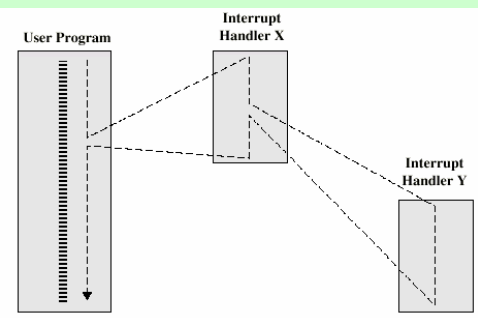 User Program
Interrupt
Handler X
Interrupt
Handler Y